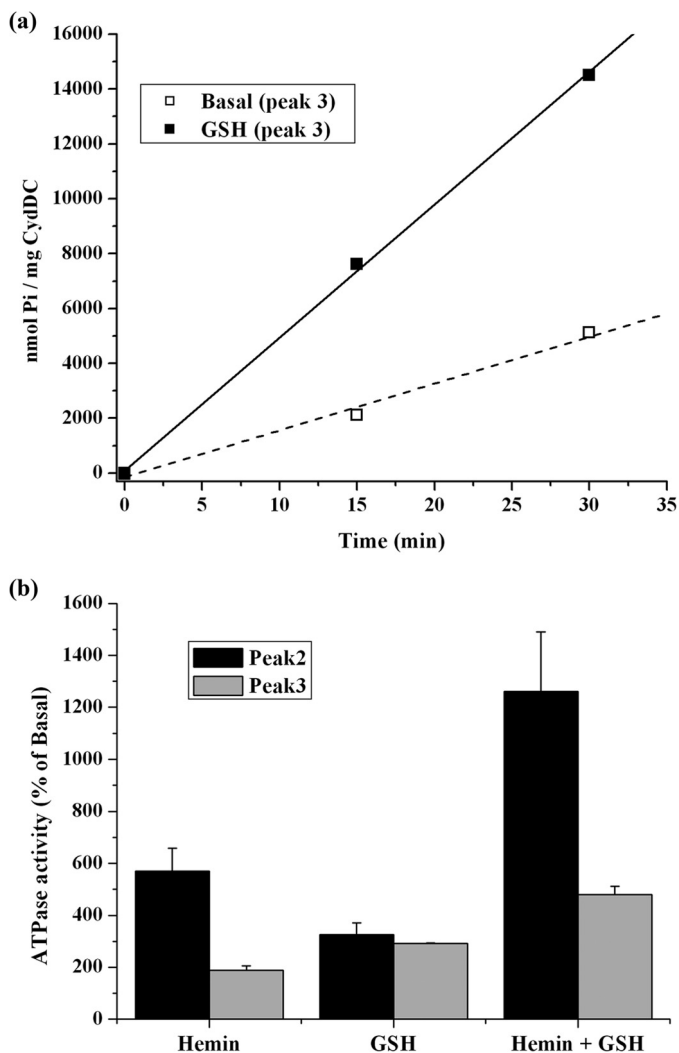 (a)
16000
14000
12000
10000
8000
6000
4000
2000
0
nmol Pi / mg CydDC
Basal (peak 3)
GSH (peak 3)
0 5 10 15 20 25 30 35
Time (min)
(b)
1600
1400
1200
1000
800
600
400
200
0
ATPase activity (% of Basal)
Peak2
Peak3
Hemin GSH Hemin + GSH